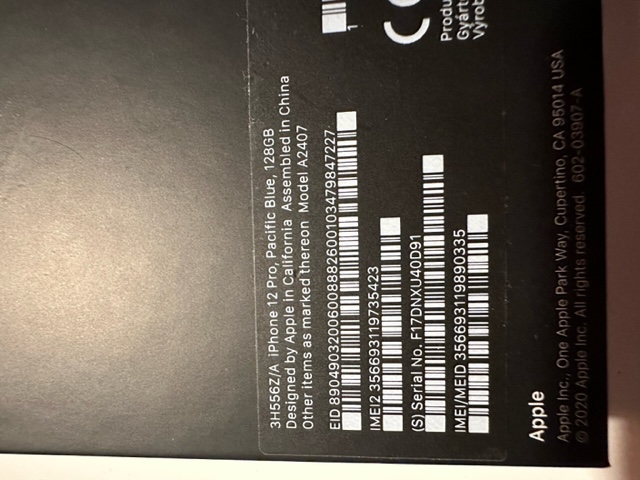 3H556Z/A iPhone 12 Pro, Pacific Blue, 128GB
Designed by Apple in California Assembled in China
Other items as marked thereon Model A2407
EID 89049032006008882600103479847227
IMEI2 356693119735423
(S) Serial No. F17DNXU40D91
IMEI/MEID 356693119890335
1
CE
Produ
Gyárt
Výrob
Apple
Apple Inc., One Apple Park Way, Cupertino, CA 95014 USA
© 2020 Apple Inc. All rights reserved. 602-03907-A